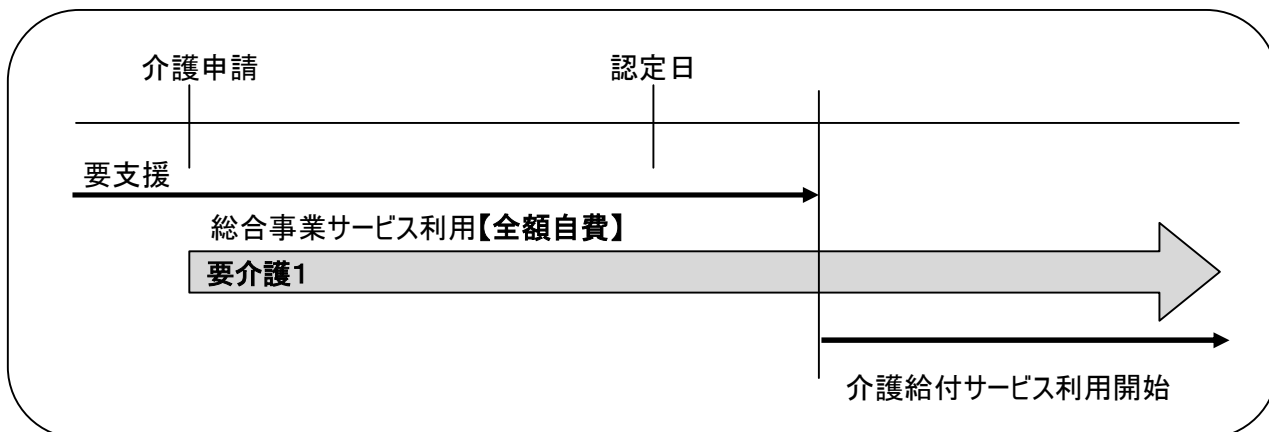 介護申請
認定日
要支援
総合事業サービス利用【全額自費】
要介護1
介護給付サービス利用開始